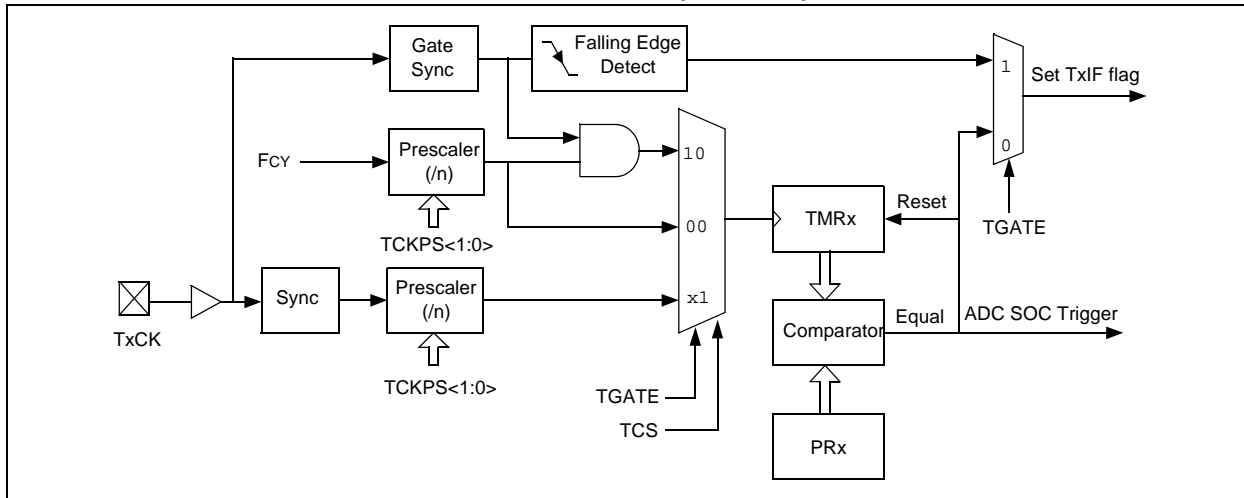 Gate
Sync
Falling Edge
Detect
1
0
Set TxIF flag
TGATE
FCY
Prescaler
(/n)
TCKPS<1:0>
10
00
x1
TMRx
Reset
TxCK
Sync
Prescaler
(/n)
TCKPS<1:0>
Comparator
Equal
ADC SOC Trigger
TGATE
TCS
PRx